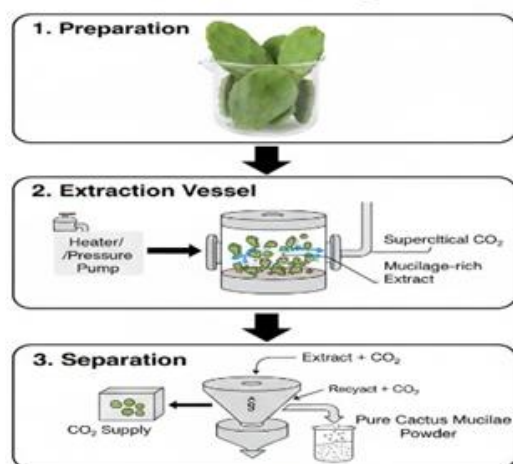 1. Preparation
2. Extraction Vessel
Heater/
/Pressure
Pump
Supercltical CO₂
Mucilage-rich
Extract
3. Separation
Extract + CO₂
Recyact + CO₂
CO₂ Supply
Pure Cactus Mucilae
Powder